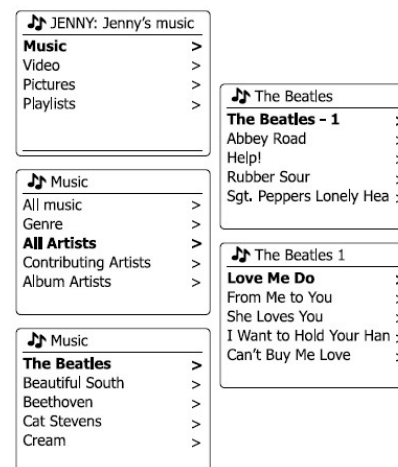 JENNY: Jenny's music
Music >
Video >
Pictures >
Playlists >
Music
All music >
Genre >
All Artists >
Contributing Artists >
Album Artists >
Music
The Beatles >
Beautiful South >
Beethoven >
Cat Stevens >
Cream >
The Beatles
The Beatles - 1 >
Abbey Road >
Help! >
Rubber Sour >
Sgt. Peppers Lonely Hea >
The Beatles 1
Love Me Do >
From Me to You >
She Loves You >
I Want to Hold Your Han >
Can't Buy Me Love >